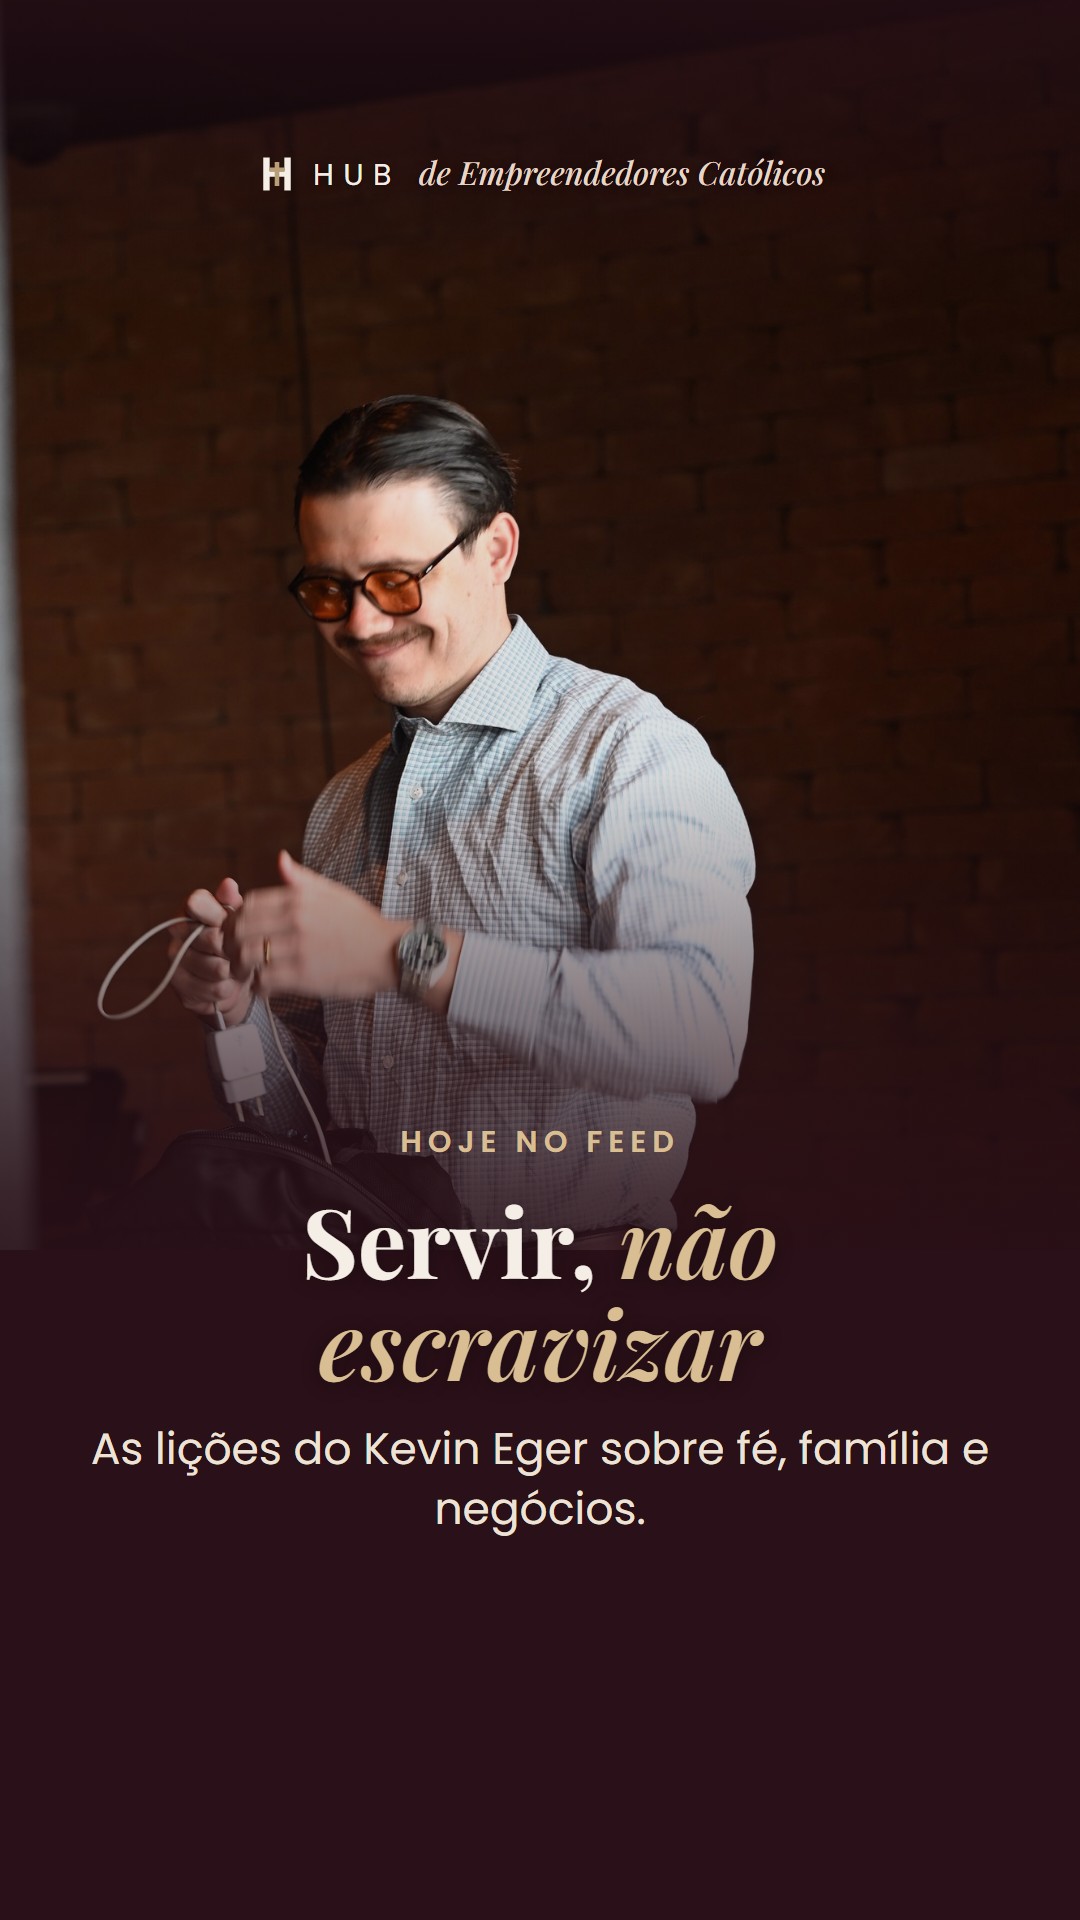 HUB de Empreendedores Católicos
HOJE NO FEED
Servir, não
escravizar
As lições do Kevin Eger sobre fé, família e
negócios.